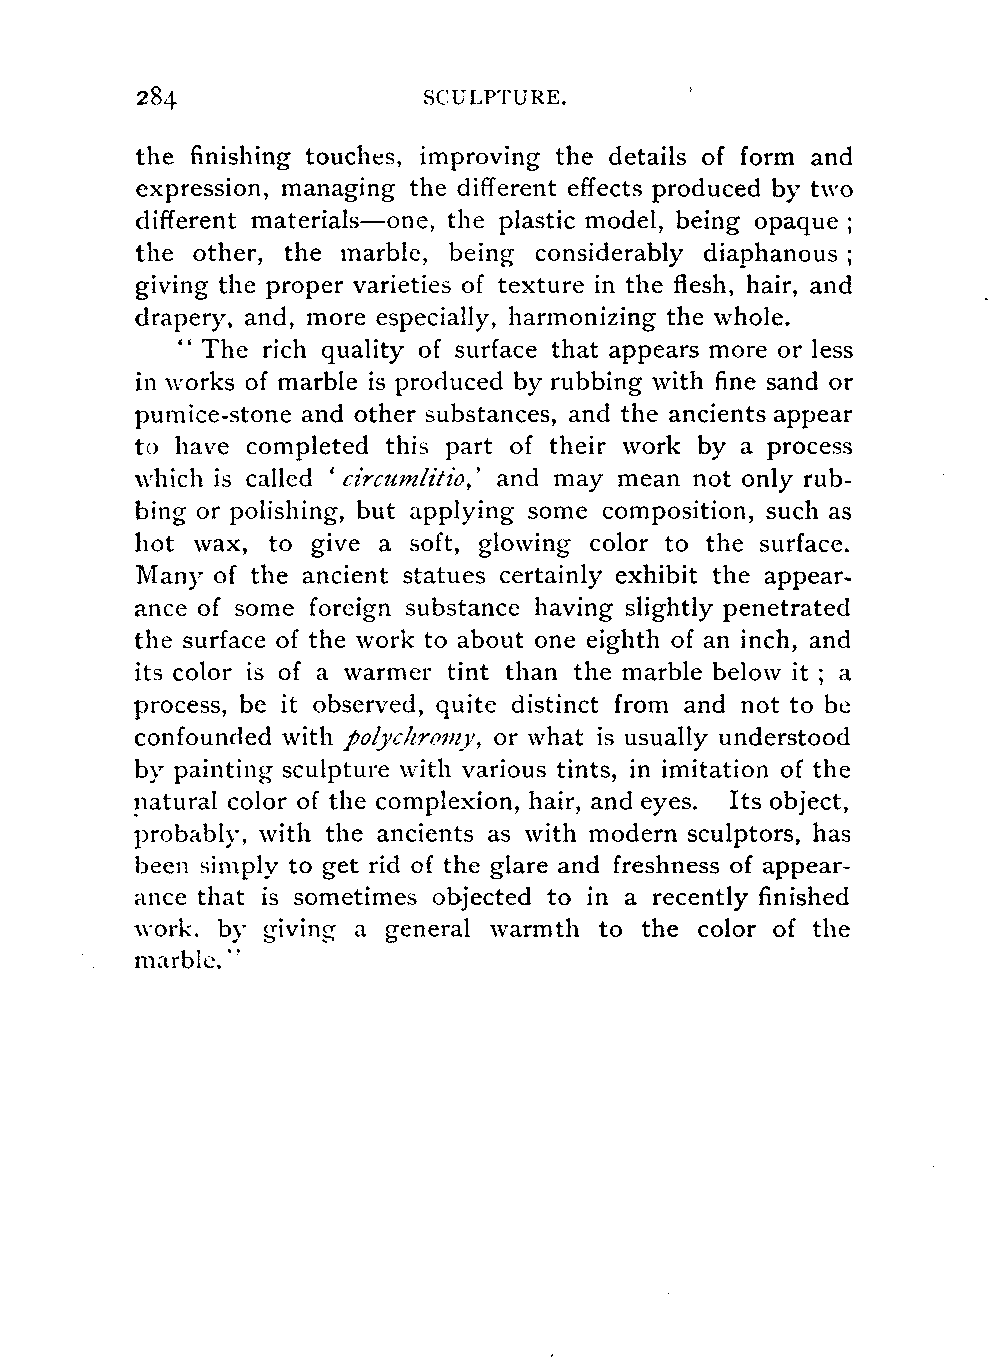 284 SCULPTURE.
the finishing touches, improving the details of form and
expression, managing the different effects produced by two
different materials—one, the plastic model, being opaque ;
the other, the marble, being considerably diaphanous ;
giving the proper varieties of texture in the flesh, hair, and
drapery, and, more especially, harmonizing the whole.
“ The rich quality of surface that appears more or less
in works of marble is produced by rubbing with fine sand or
pumice-stone and other substances, and the ancients appear
to have completed this part of their work by a process
which is called ‘ circumlitio,’ and may mean not only rub-
bing or polishing, but applying some composition, such as
hot wax, to give a soft, glowing color to the surface.
Many of the ancient statues certainly exhibit the appear-
ance of some foreign substance having slightly penetrated
the surface of the work to about one eighth of an inch, and
its color is of a warmer tint than the marble below it ; a
process, be it observed, quite distinct from and not to be
confounded with polychromy, or what is usually understood
by painting sculpture with various tints, in imitation of the
natural color of the complexion, hair, and eyes. Its object,
probably, with the ancients as with modern sculptors, has
been simply to get rid of the glare and freshness of appear-
ance that is sometimes objected to in a recently finished
work, by giving a general warmth to the color of the
marble.”